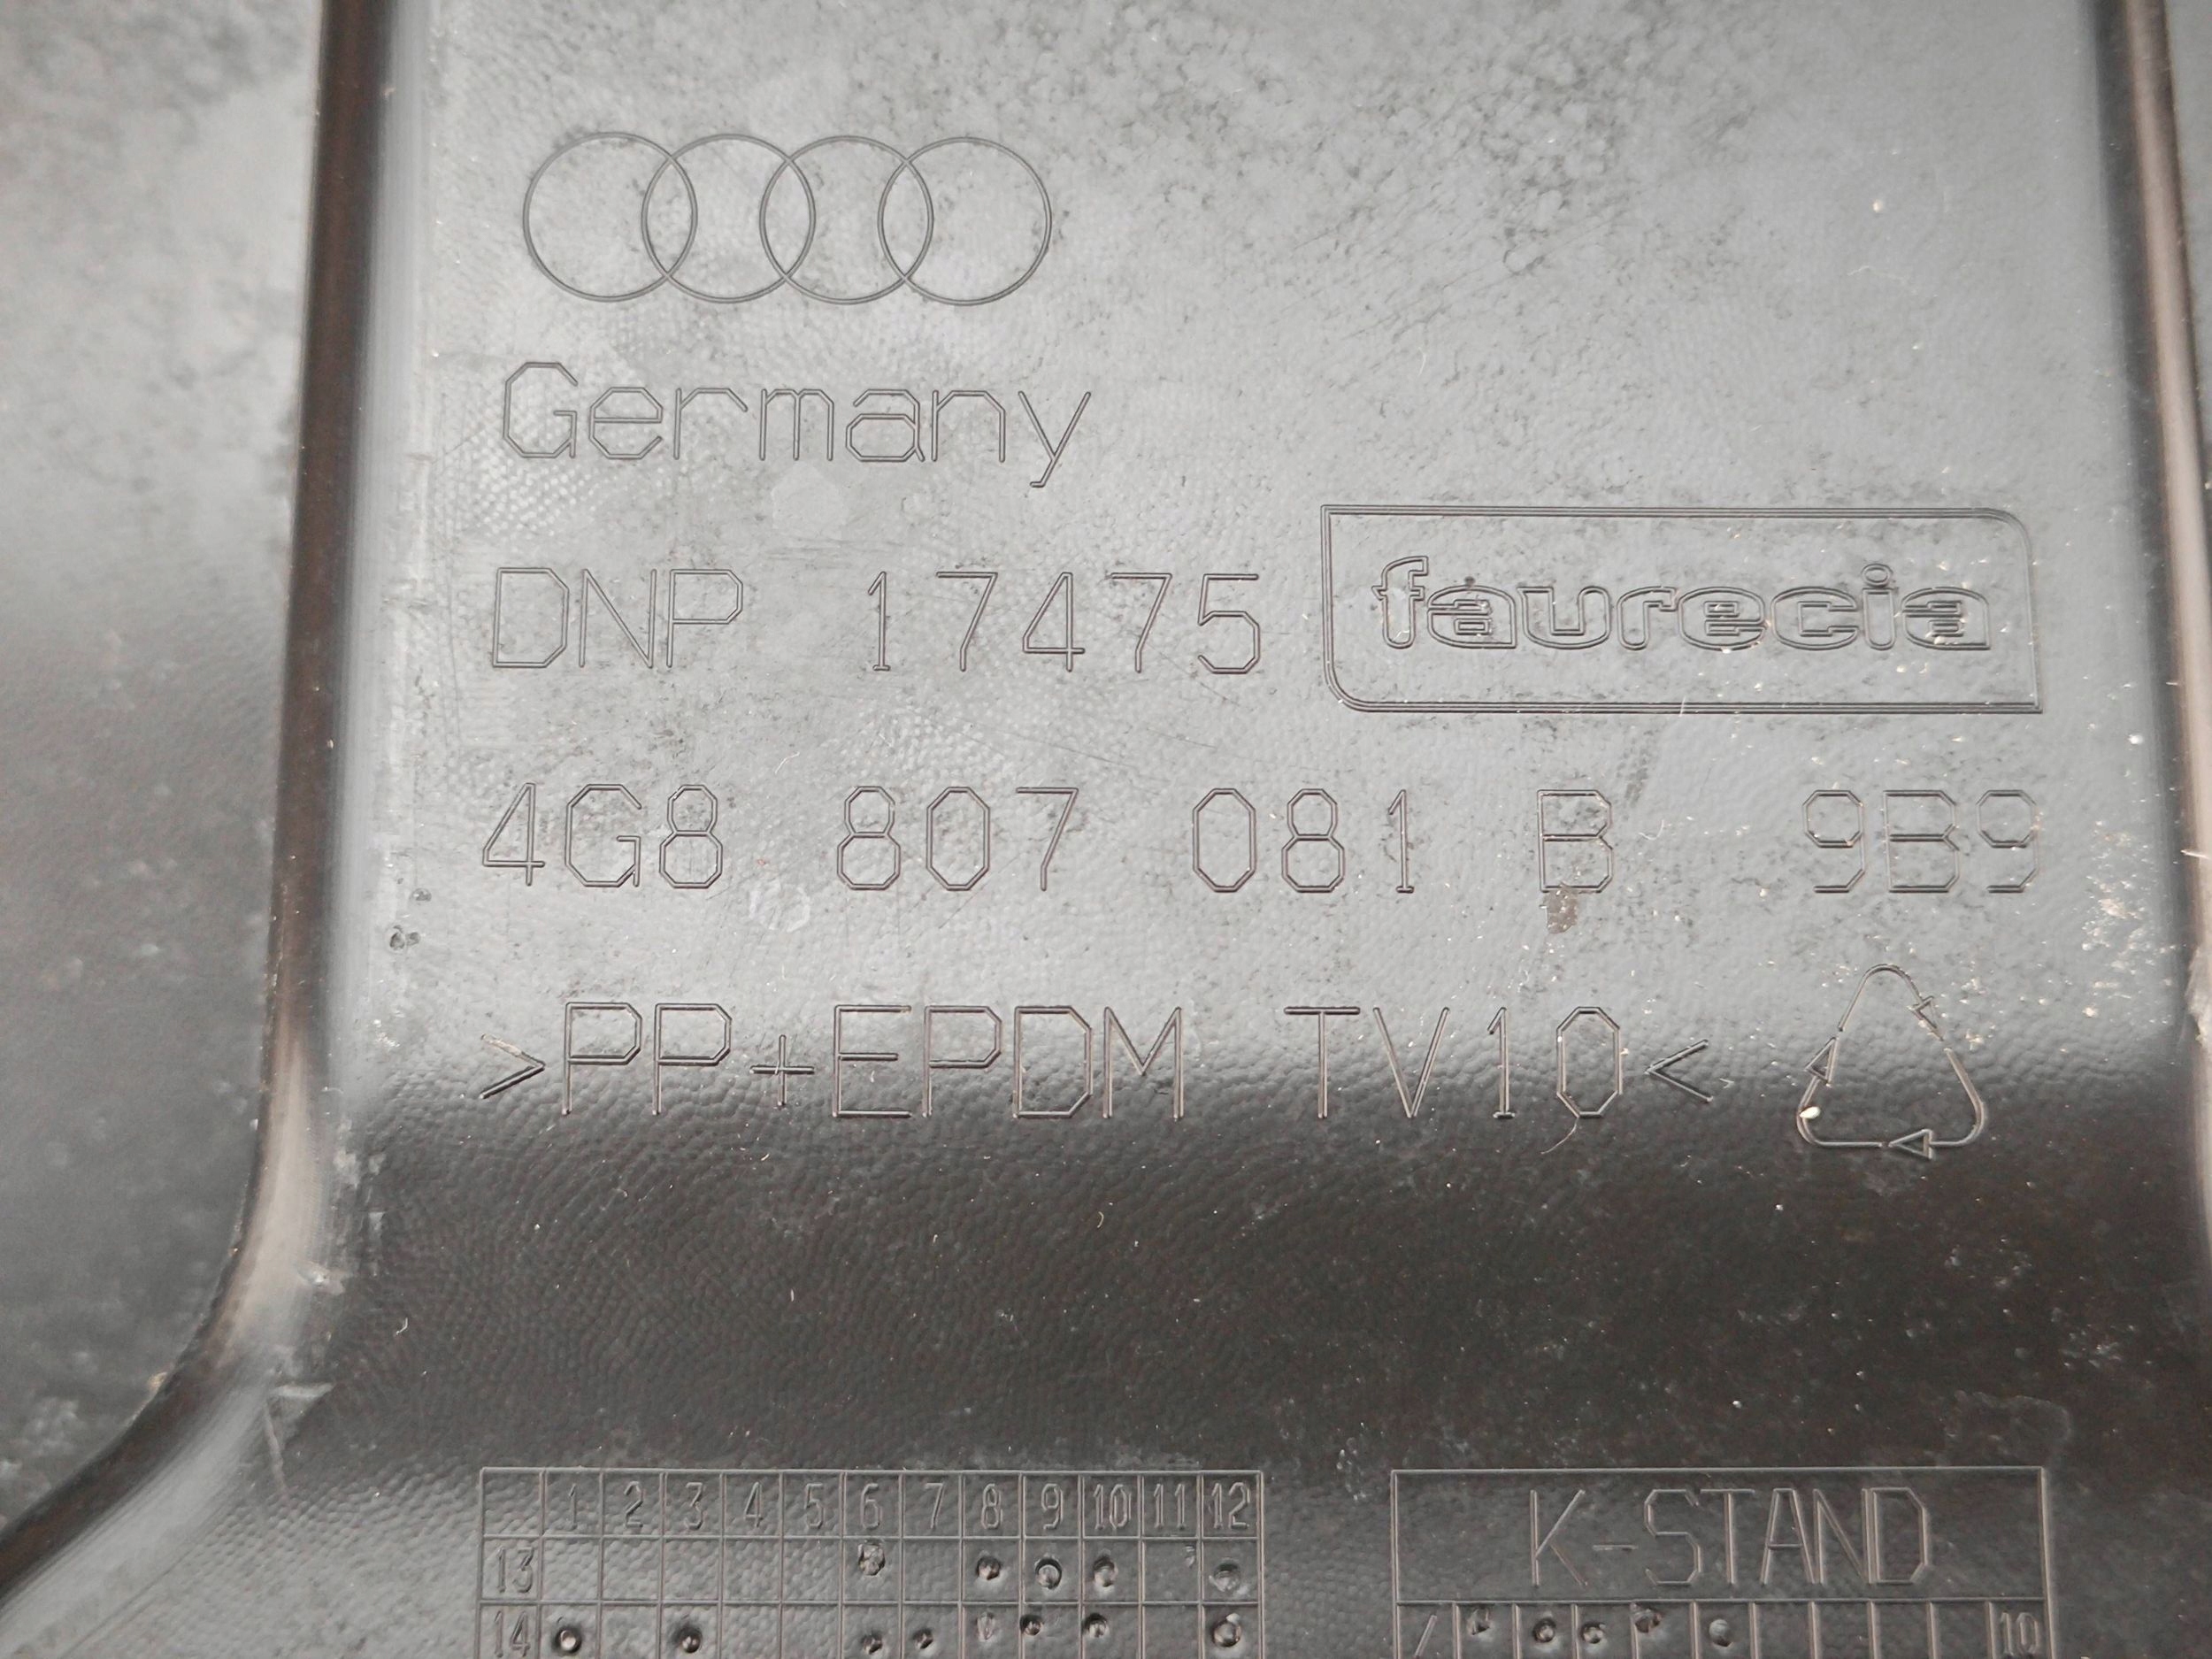 Germany
DNP 17475 faurecia
4G8 807 081 B 9B9
>PP+EPDM TV10<
1 2 3 4 5 6 7 8 9 10 11 12
13
14
K-STAND
10